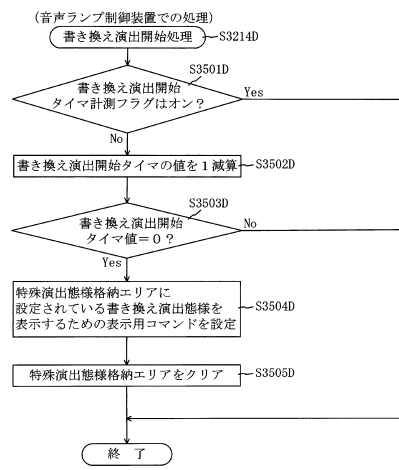 (音声ランプ制御装置での処理)
書き換え演出開始処理
S3214D
S3501D
書き換え演出開始
タイマ計測フラグはオン?
Yes
No
書き換え演出開始タイマの値を1減算
S3502D
S3503D
書き換え演出開始
タイマ値=0?
No
Yes
特殊演出態様格納エリアに
設定されている書き換え演出態様を
表示するための表示用コマンドを設定
S3504D
特殊演出態様格納エリアをクリア
S3505D
終 了